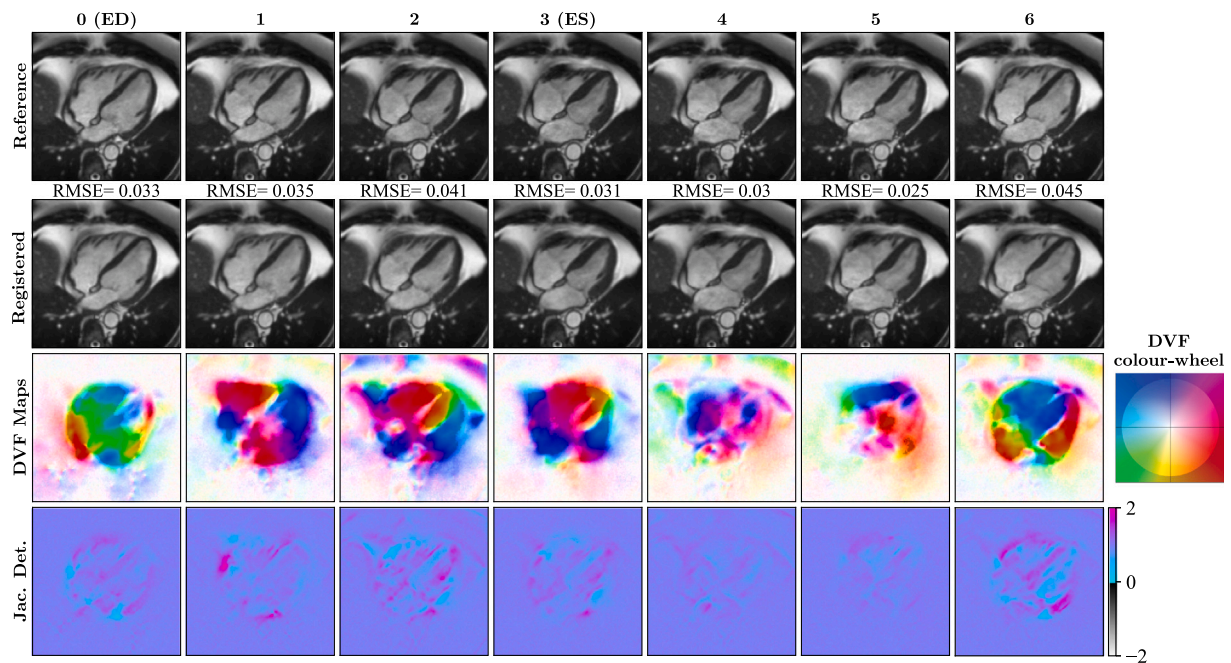 0 (ED) 1 2 3 (ES) 4 5 6
Reference
RMSE= 0.033 RMSE= 0.035 RMSE= 0.041 RMSE= 0.031 RMSE= 0.03 RMSE= 0.025 RMSE= 0.045
Registered
DVF Maps
DVF
colour-wheel
Jac. Det.
2
0
−2